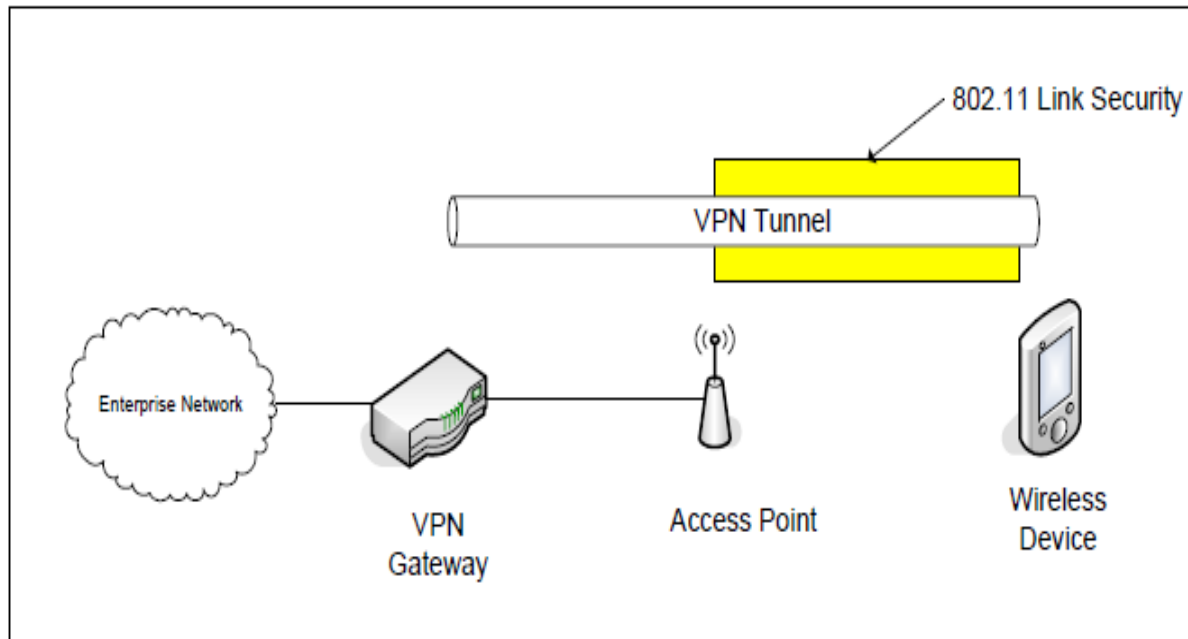 802.11 Link Security
VPN Tunnel
Enterprise Network
VPN
Gateway
Access Point
Wireless
Device